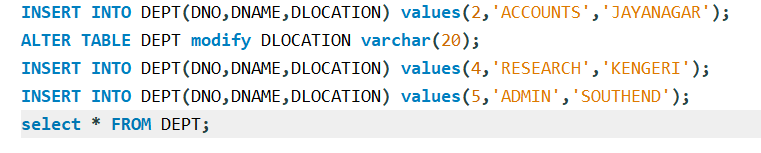 INSERT INTO DEPT(DNO,DNAME,DLOCATION) values(2,'ACCOUNTS','JAYANAGAR');
ALTER TABLE DEPT modify DLOCATION varchar(20);
INSERT INTO DEPT(DNO,DNAME,DLOCATION) values(4,'RESEARCH','KENGERI');
INSERT INTO DEPT(DNO,DNAME,DLOCATION) values(5,'ADMIN','SOUTHEND');
select * FROM DEPT;